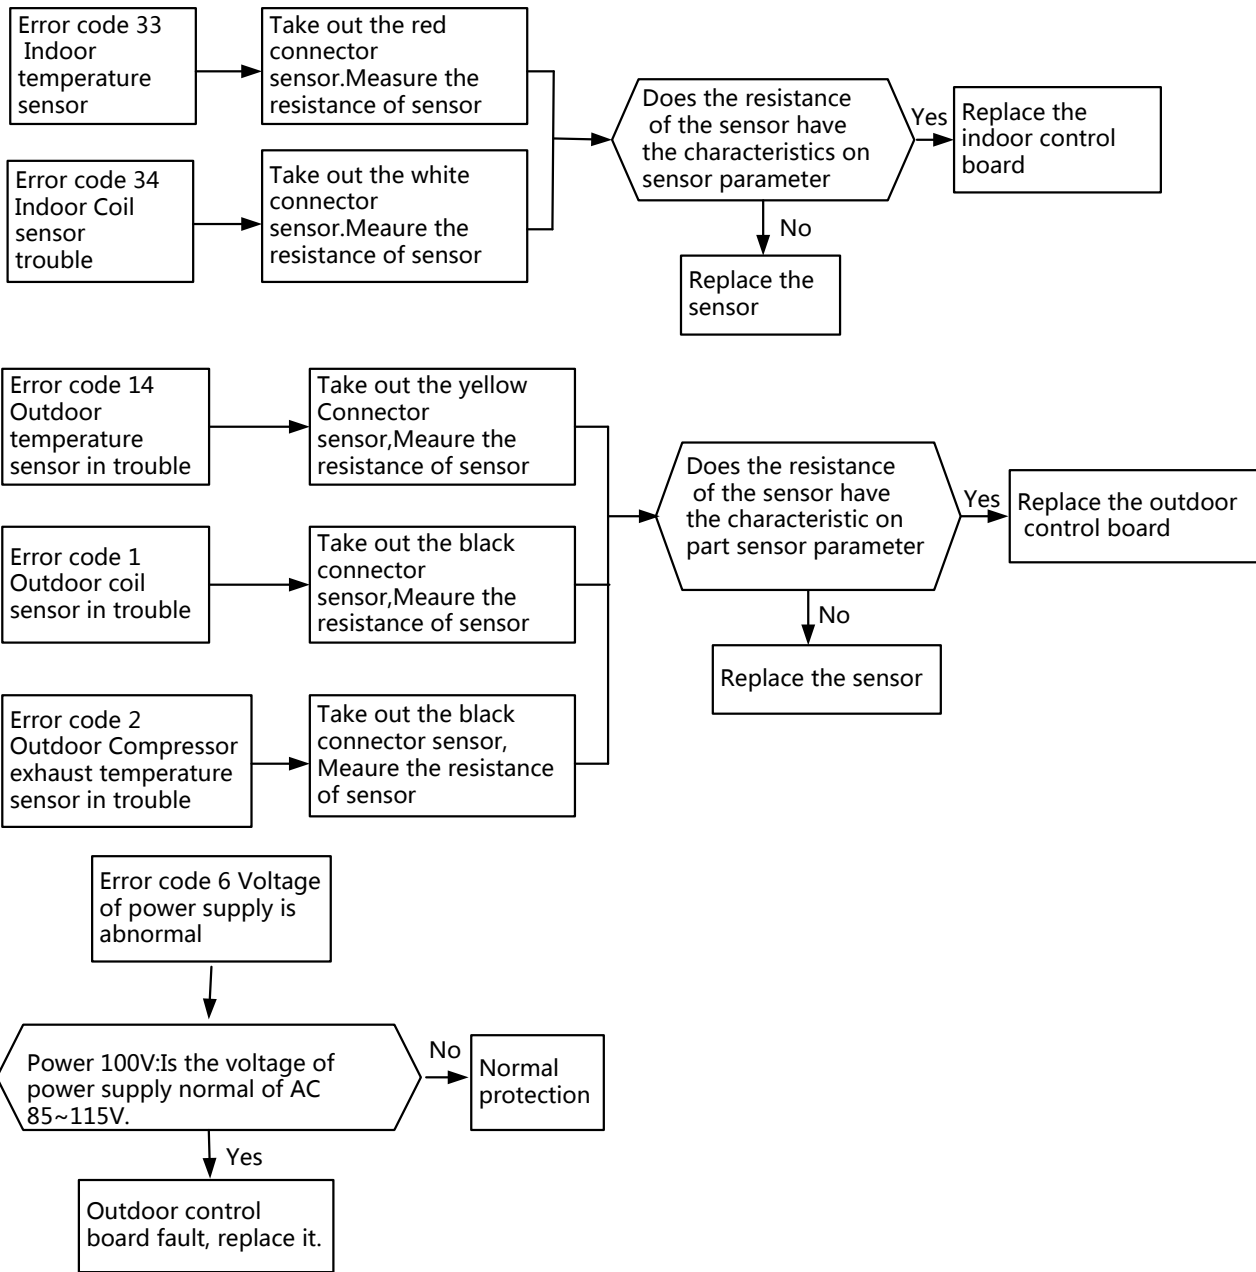 Error code 33
Indoor
temperature
sensor
Take out the red
connector
sensor.Measure the
resistance of sensor
Does the resistance
of the sensor have
the characteristics on
sensor parameter
Yes
Replace the
indoor control
board
Error code 34
Indoor Coil
sensor
trouble
Take out the white
connector
sensor.Meaure the
resistance of sensor
No
Replace the
sensor
Error code 14
Outdoor
temperature
sensor in trouble
Take out the yellow
Connector
sensor,Meaure the
resistance of sensor
Does the resistance
of the sensor have
the characteristic on
part sensor parameter
Yes
Replace the outdoor
control board
Error code 1
Outdoor coil
sensor in trouble
Take out the black
connector
sensor,Meaure the
resistance of sensor
No
Replace the sensor
Error code 2
Outdoor Compressor
exhaust temperature
sensor in trouble
Take out the black
connector sensor,
Meaure the resistance
of sensor
Error code 6 Voltage
of power supply is
abnormal
Power 100V:Is the voltage of
power supply normal of AC
85~115V.
No
Normal
protection
Yes
Outdoor control
board fault, replace it.